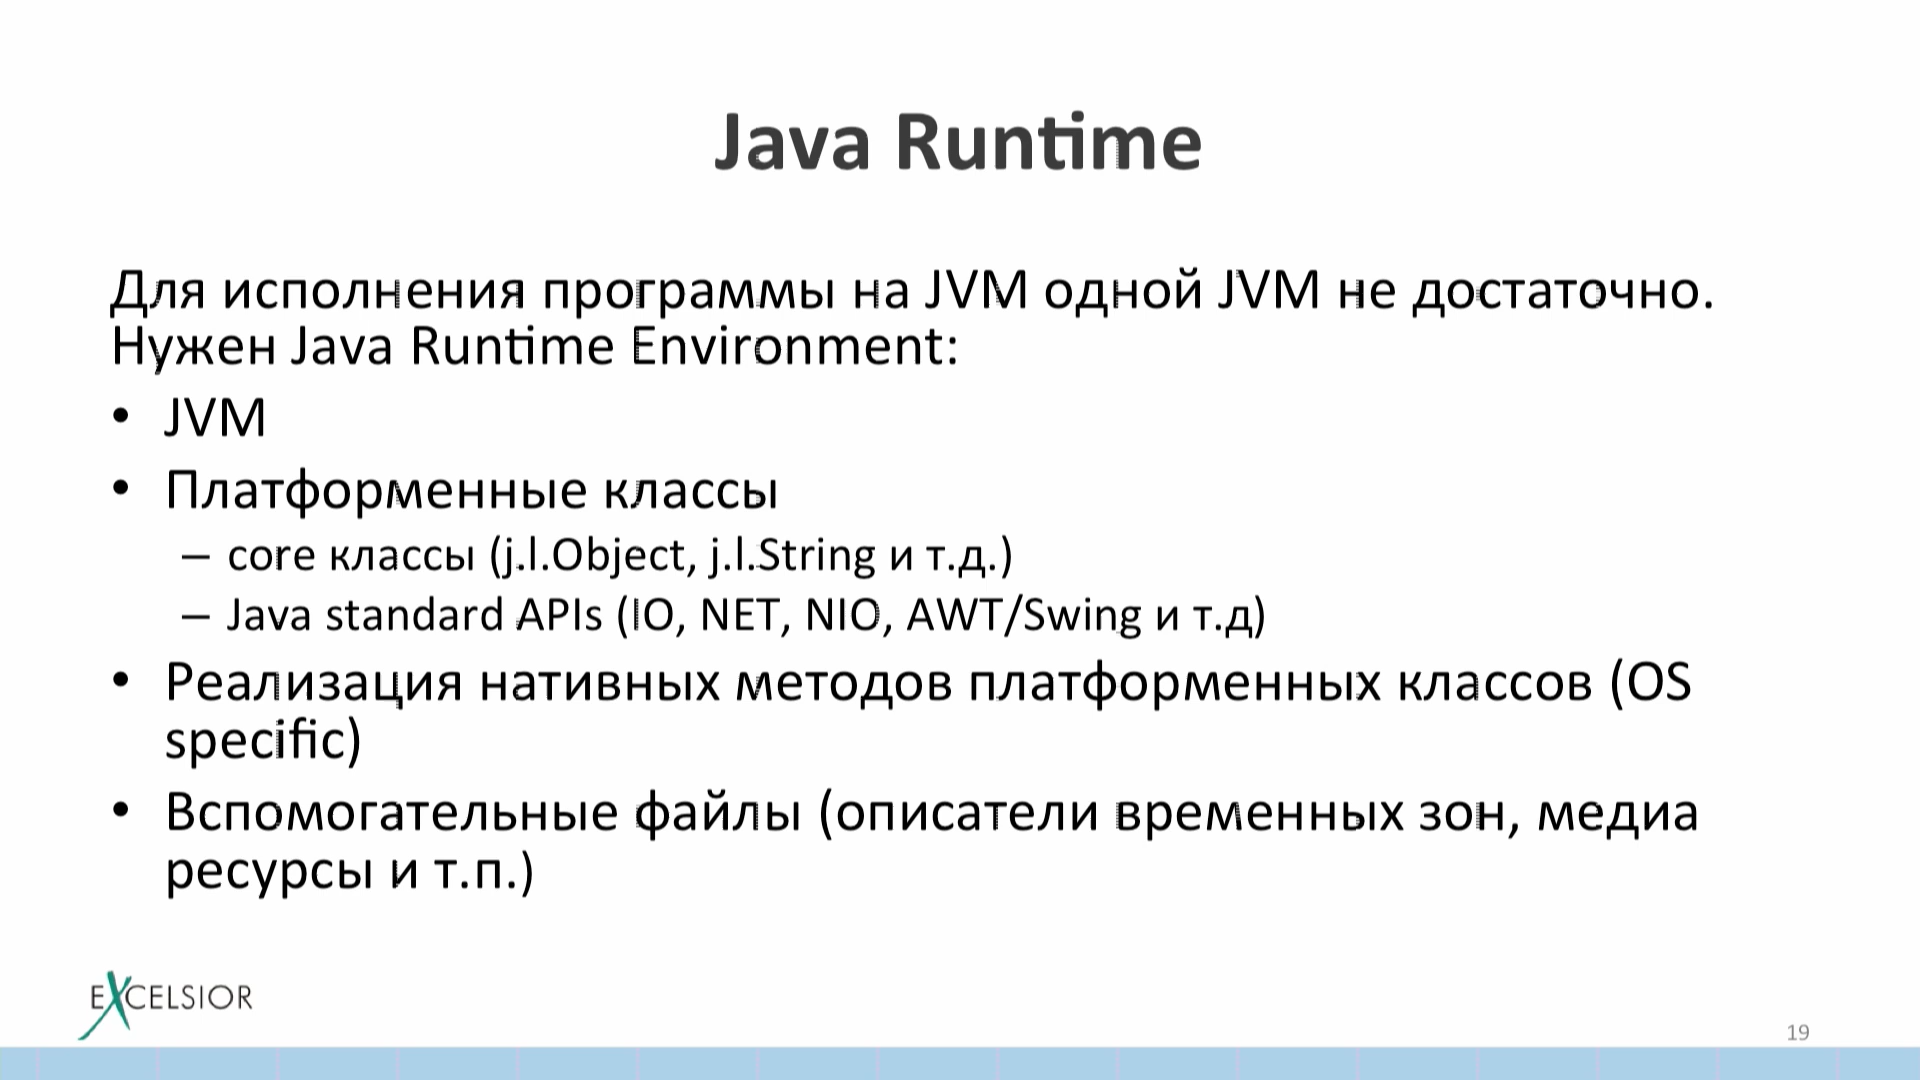 Java Runtime
Для исполнения программы на JVM одной JVM не достаточно.
Нужен Java Runtime Environment:
• JVM
• Платформенные классы
– core классы (j.l.Object, j.l.String и т.д.)
– Java standard APIs (IO, NET, NIO, AWT/Swing и т.д)
• Реализация нативных методов платформенных классов (OS
specific)
• Вспомогательные файлы (описатели временных зон, медиа
ресурсы и т.п.)
EXCELSIOR
19